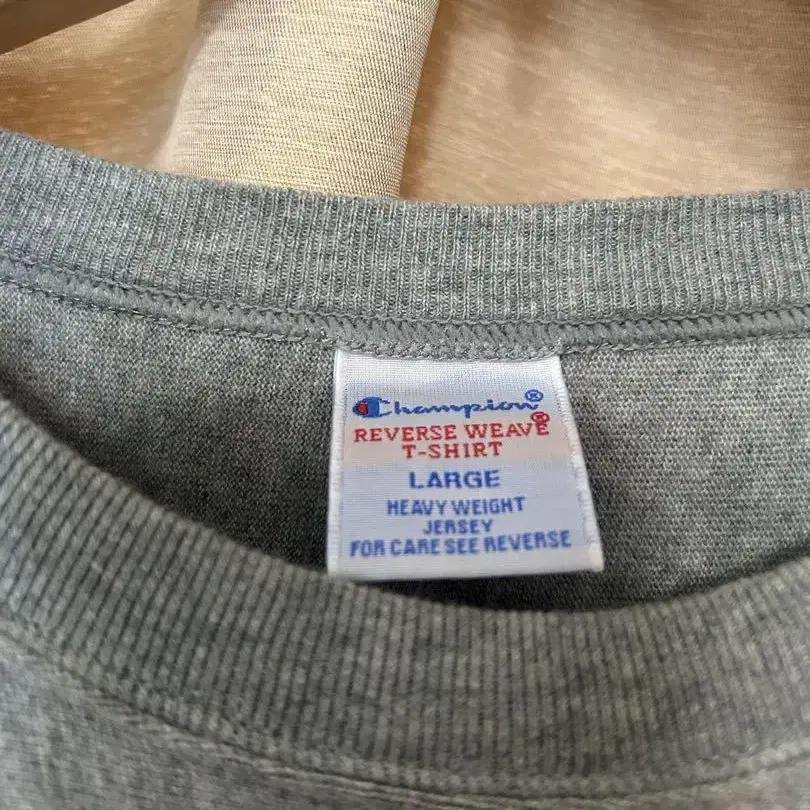 Champion®
REVERSE WEAVE®
T-SHIRT
LARGE
HEAVY WEIGHT
JERSEY
FOR CARE SEE REVERSE